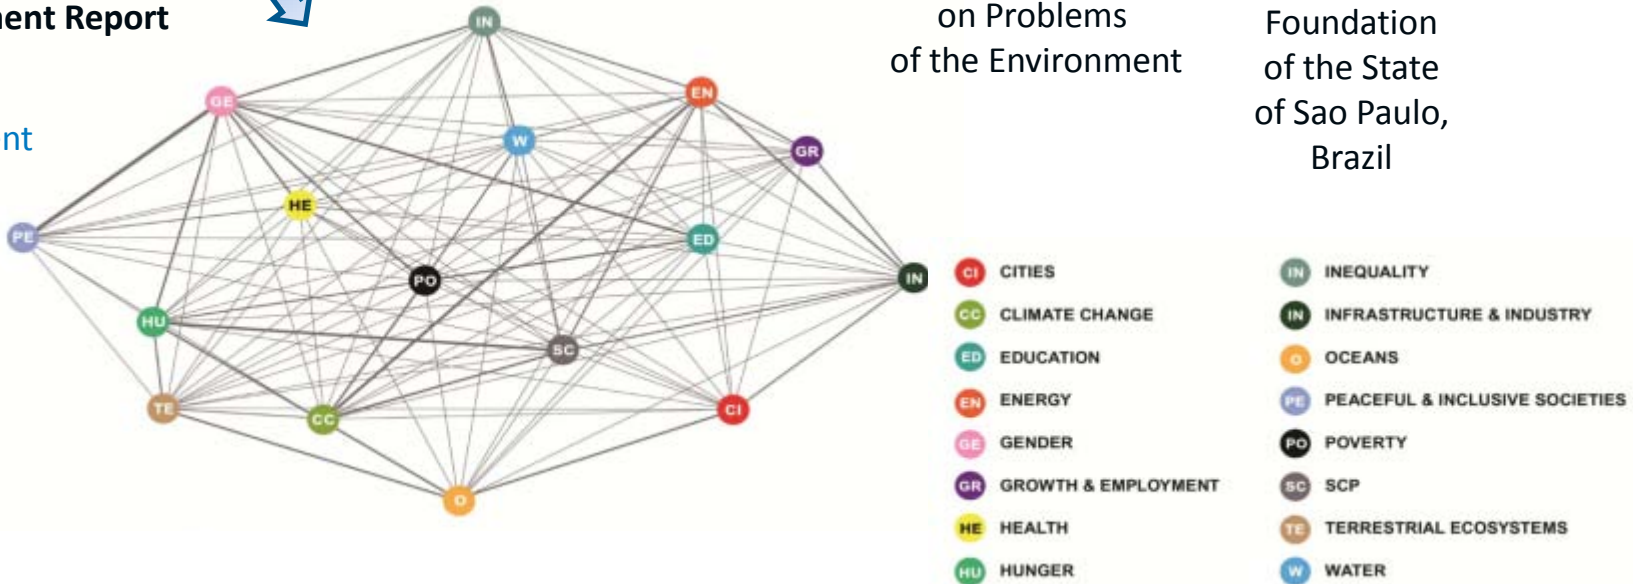 ment Report
nt
on Problems
of the Environment
Foundation
of the State
of Sao Paulo,
Brazil
IN
GE
EN
W
GR
HE
PE
ED
PO
IN
HU
SC
TE
CC
CI
O
CI CITIES
CC CLIMATE CHANGE
ED EDUCATION
EN ENERGY
GE GENDER
GR GROWTH & EMPLOYMENT
HE HEALTH
HU HUNGER
IN INEQUALITY
IN INFRASTRUCTURE & INDUSTRY
O OCEANS
PE PEACEFUL & INCLUSIVE SOCIETIES
PO POVERTY
SC SCP
TE TERRESTRIAL ECOSYSTEMS
W WATER